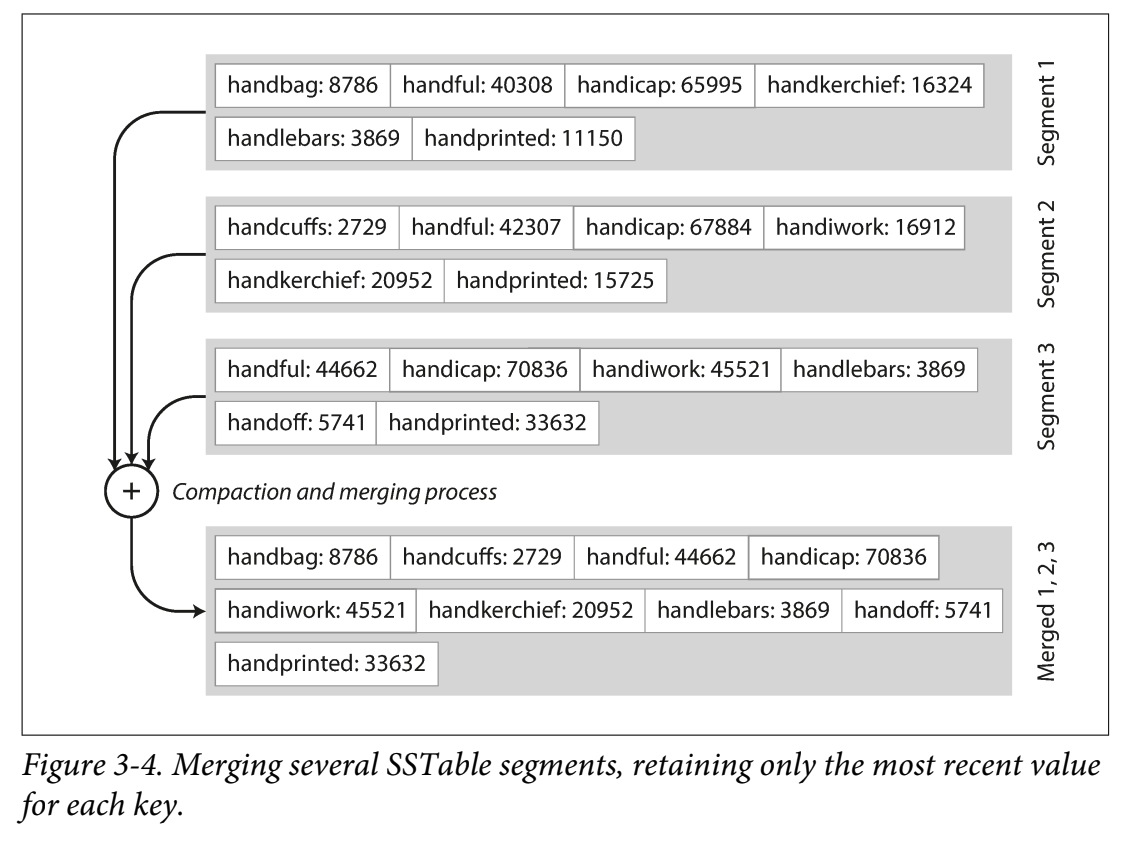 handbag: 8786 handful: 40308 handicap: 65995 handkerchief: 16324
handlebars: 3869 handprinted: 11150
Segment 1
handcuffs: 2729 handful: 42307 handicap: 67884 handiwork: 16912
handkerchief: 20952 handprinted: 15725
Segment 2
handful: 44662 handicap: 70836 handiwork: 45521 handlebars: 3869
handoff: 5741 handprinted: 33632
Segment 3
+ Compaction and merging process
handbag: 8786 handcuffs: 2729 handful: 44662 handicap: 70836
handiwork: 45521 handkerchief: 20952 handlebars: 3869 handoff: 5741
handprinted: 33632
Merged 1, 2, 3
Figure 3-4. Merging several SSTable segments, retaining only the most recent value
for each key.